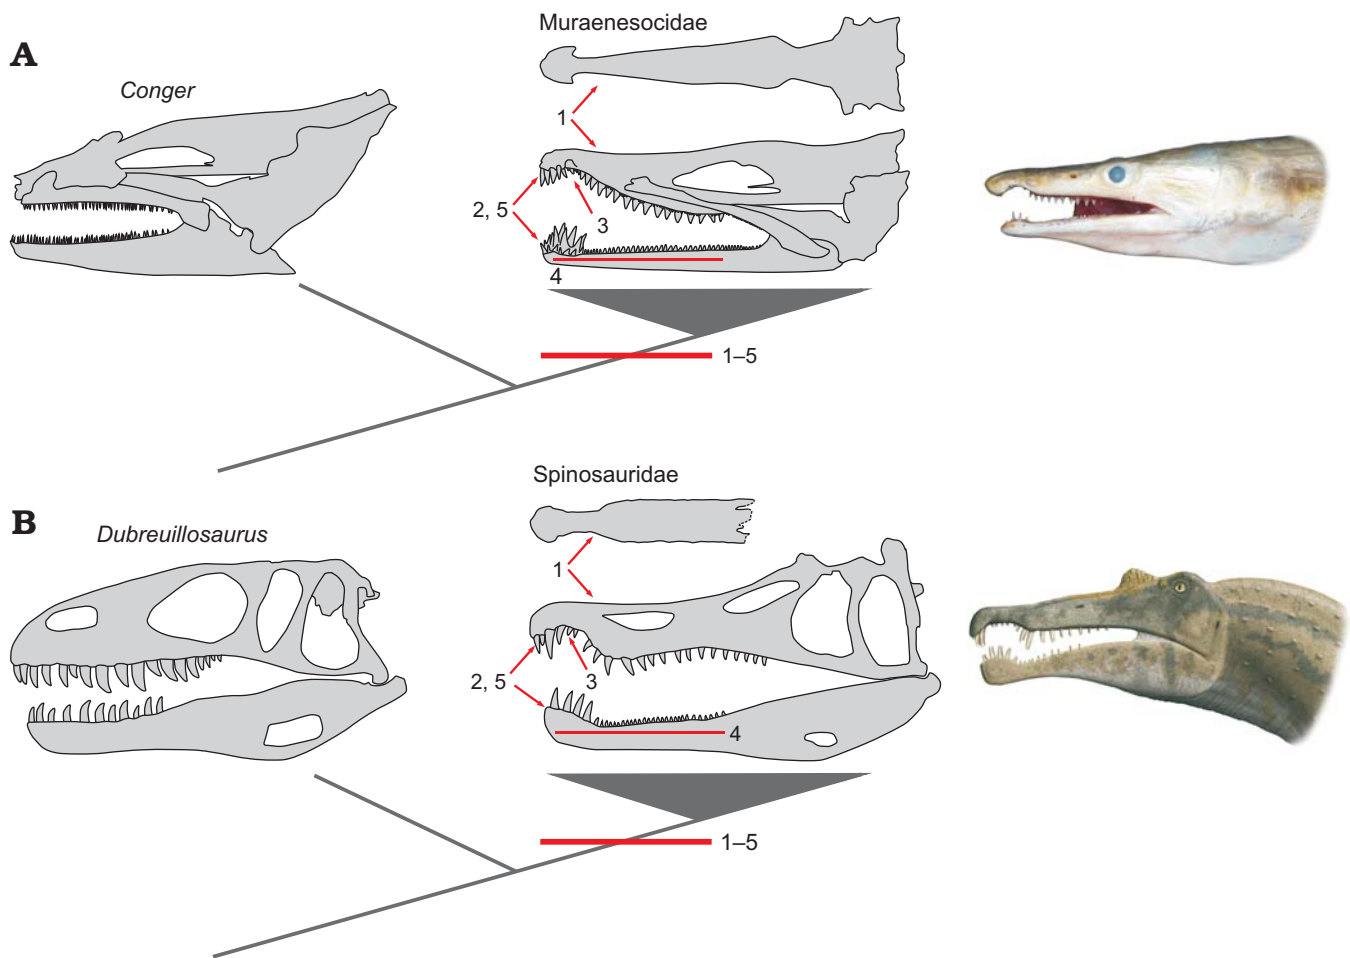 Muraenesocidae
A
Conger
1
2, 5
3
4
1–5
Spinosauridae
B
Dubreuillosaurus
1
2, 5
3
4
1–5